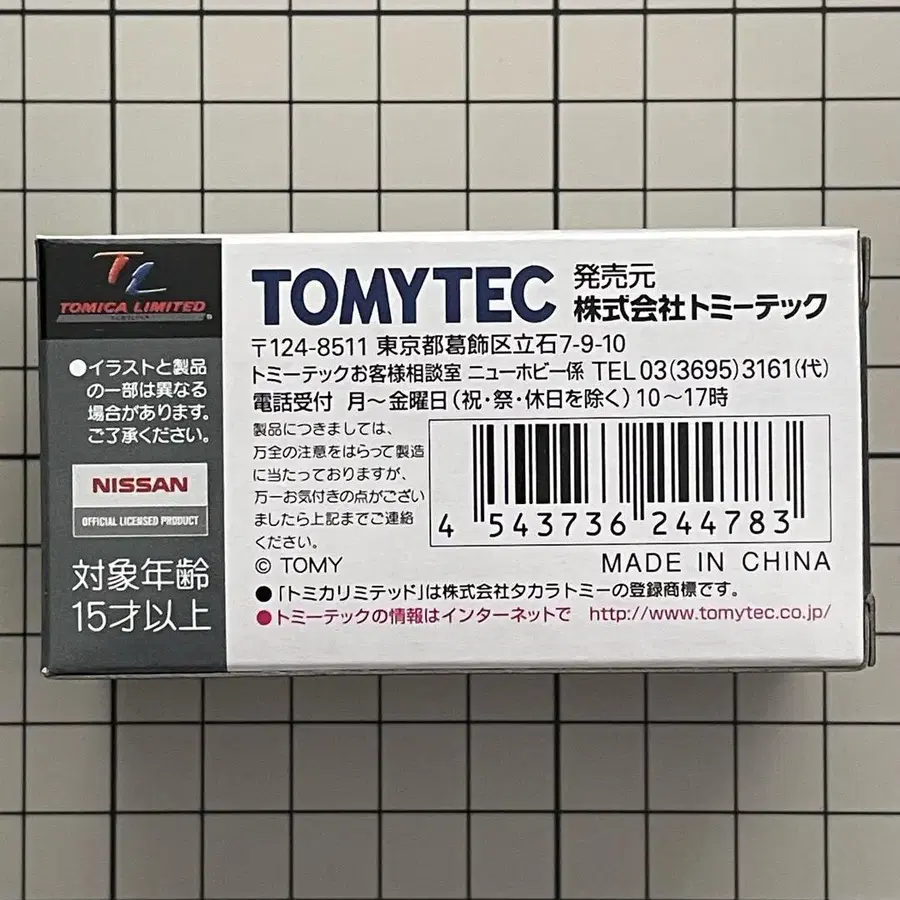 TL
TOMICA LIMITED
®
●イラストと製品
の一部は異なる
場合があります。
ご了承ください。
NISSAN
OFFICIAL LICENSED PRODUCT
対象年齢
15才以上
TOMYTEC
発売元
株式会社トミーテック
〒124-8511 東京都葛飾区立石7-9-10
トミーテックお客様相談室 ニューホビー係 TEL 03(3695)3161(代)
電話受付 月～金曜日(祝・祭・休日を除く)10～17時
製品につきましては、
万全の注意をはらって製造
に当たっておりますが、
万一お気付きの点がござい
ましたら上記までご連絡
ください。
4 543736 244783
© TOMY
MADE IN CHINA
●「トミカリミテッド」は株式会社タカラトミーの登録商標です。
●トミーテックの情報はインターネットで http://www.tomytec.co.jp/